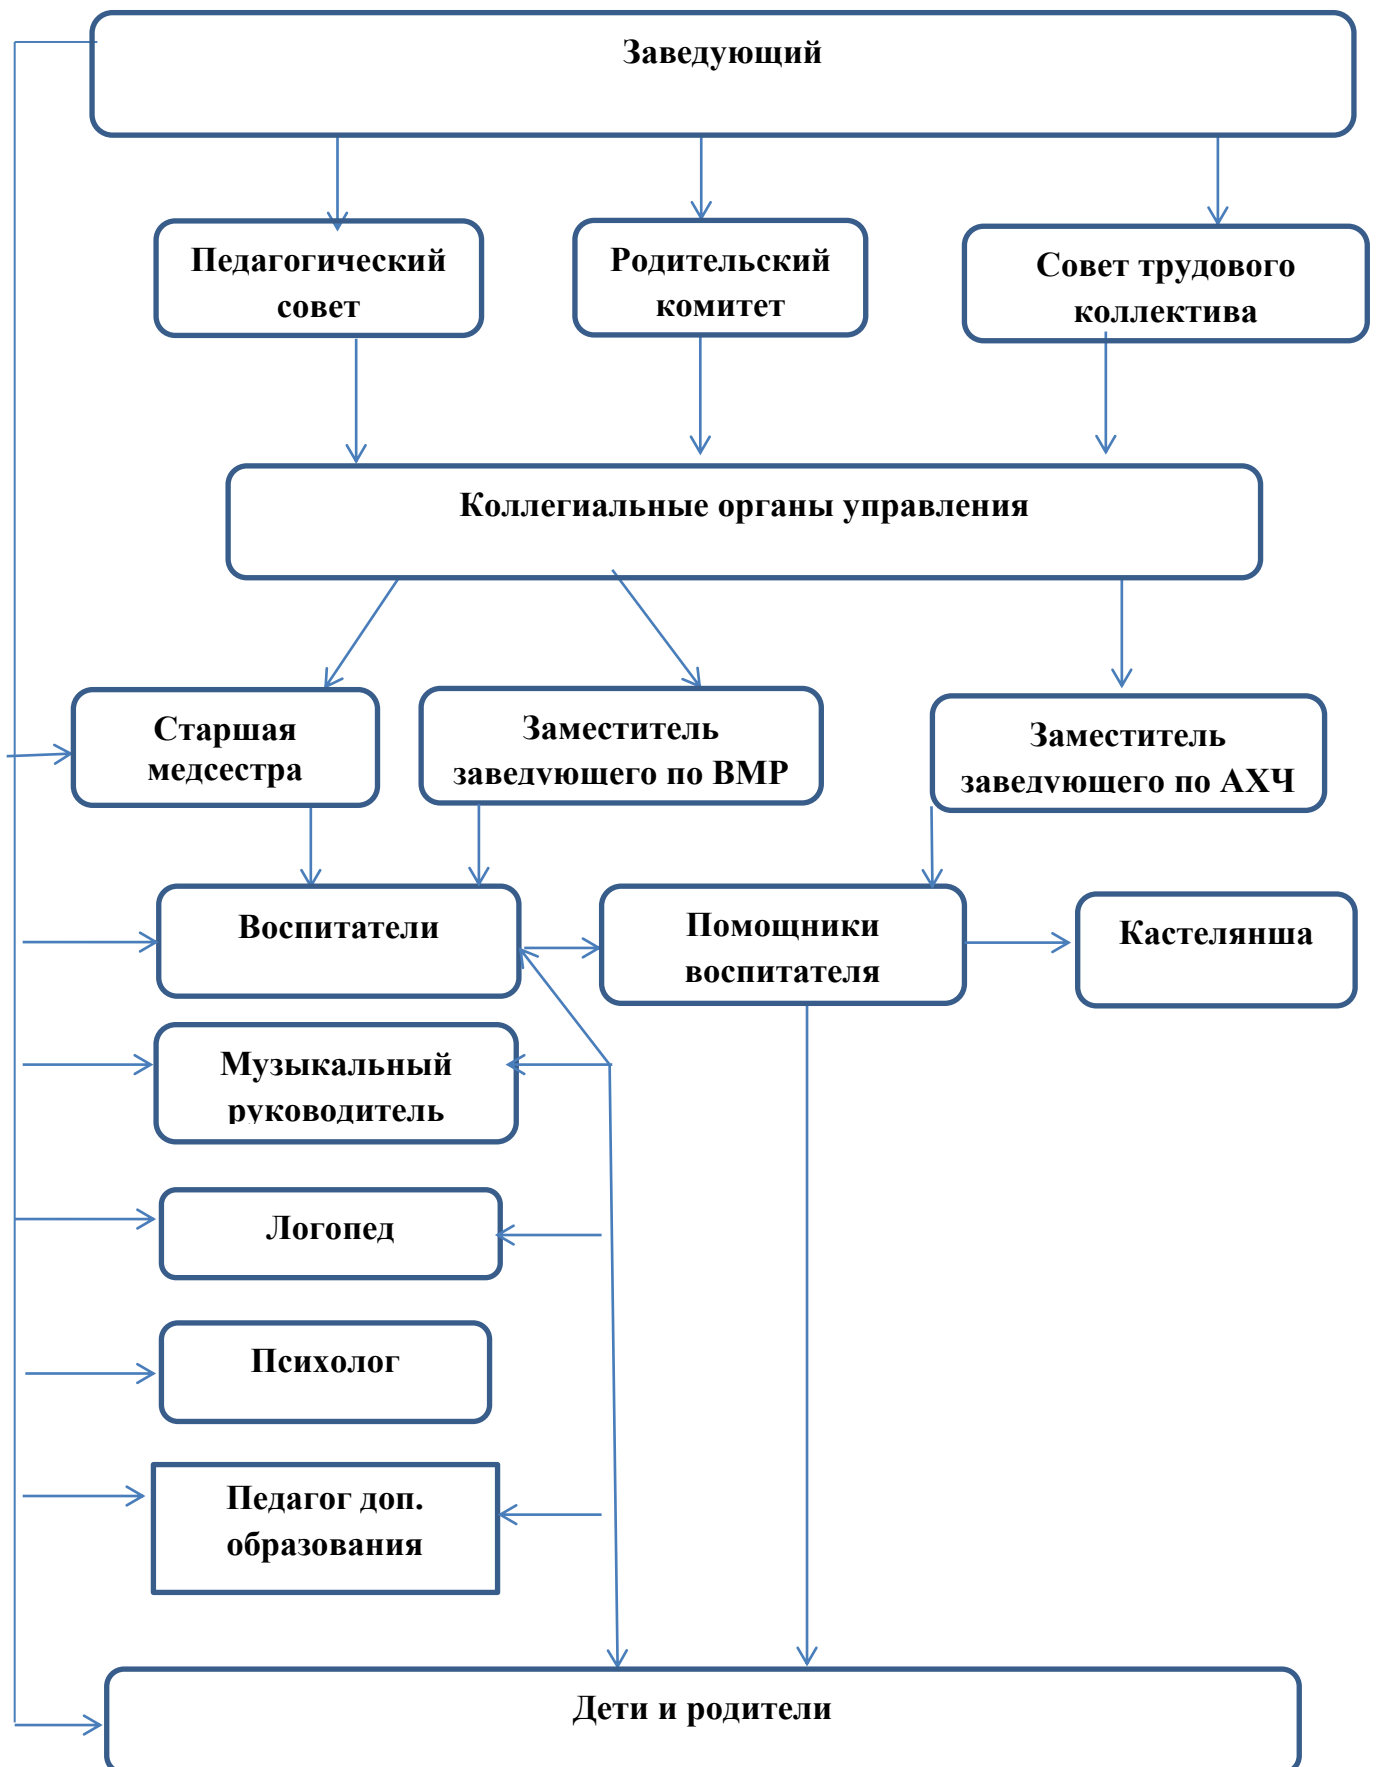 Заведующий
Педагогический
совет
Родительский
комитет
Совет трудового
коллектива
Коллегиальные органы управления
Старшая
медсестра
Заместитель
заведующего по ВМР
Заместитель
заведующего по АХЧ
Воспитатели
Помощники
воспитателя
Кастелянша
Музыкальный
руководитель
Логопед
Психолог
Педагог доп.
образования
Дети и родители